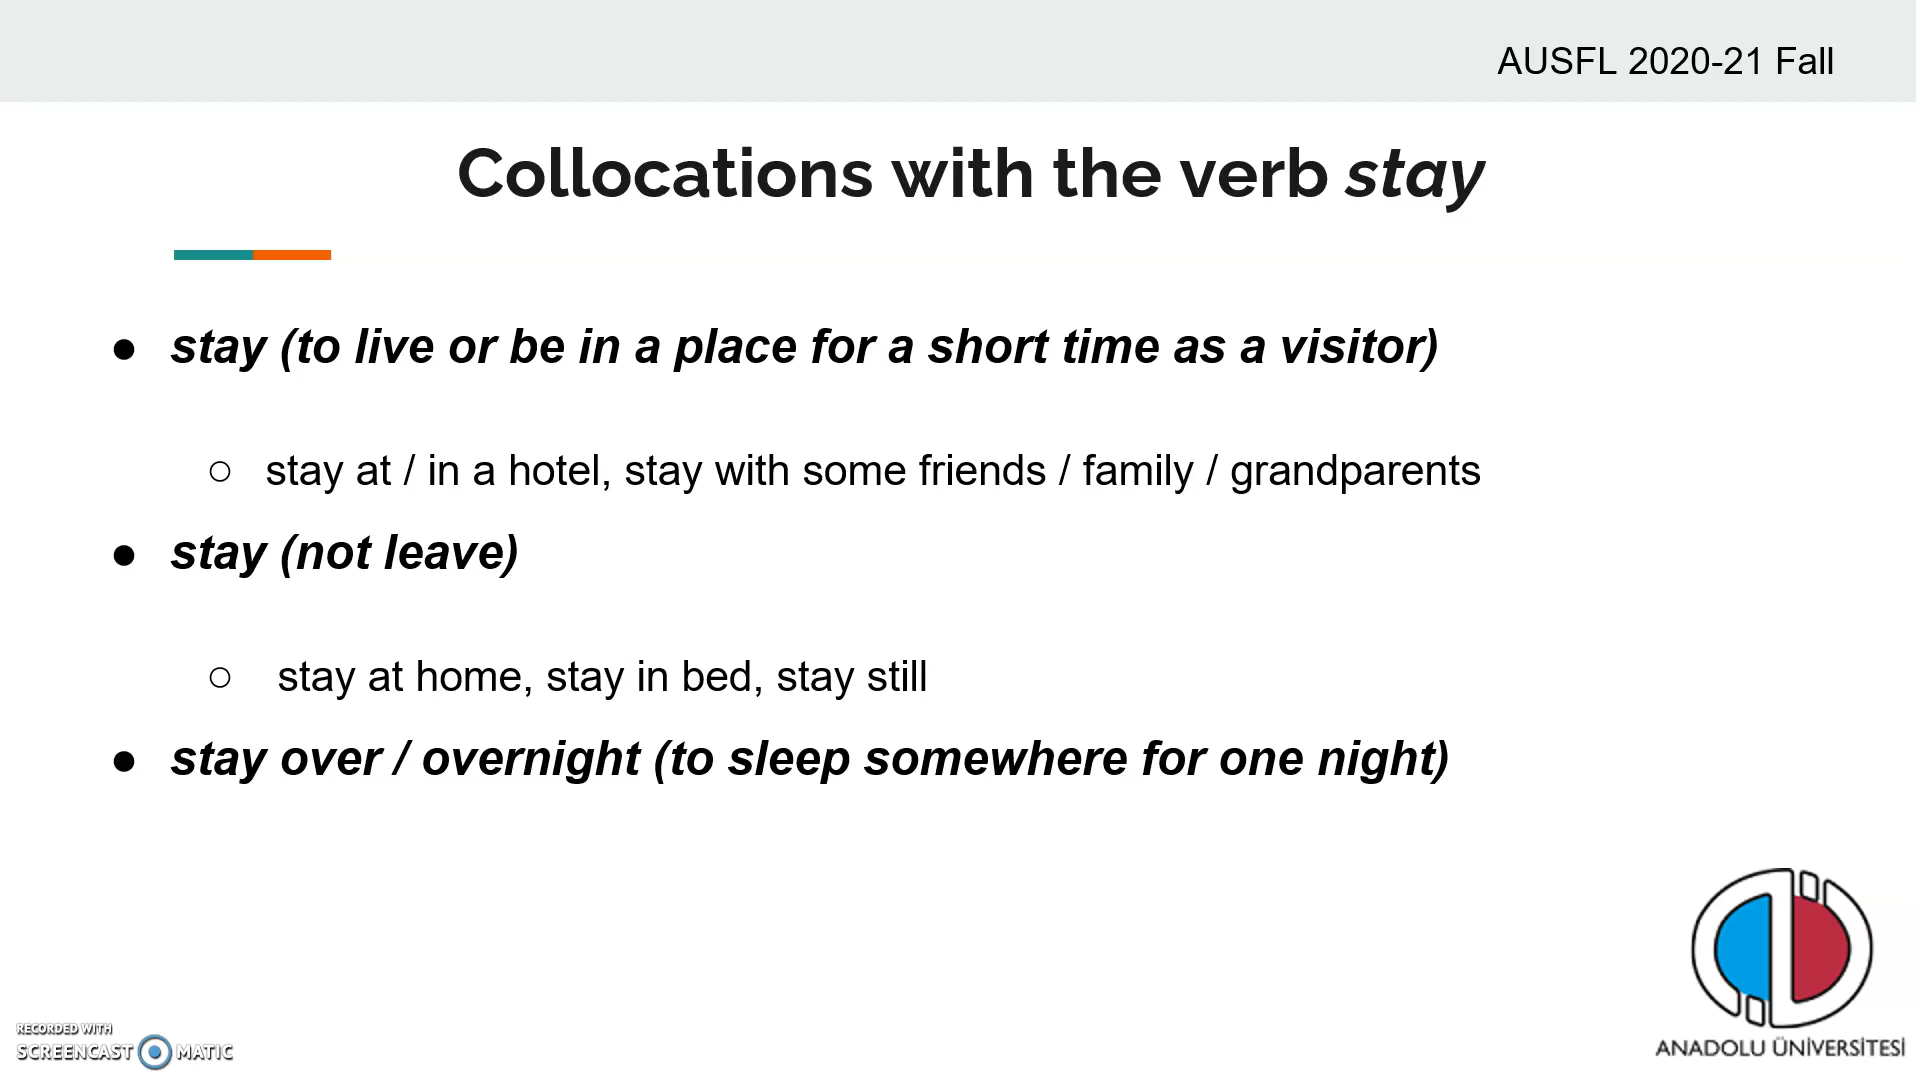 AUSFL 2020-21 Fall
Collocations with the verb stay
● stay (to live or be in a place for a short time as a visitor)
○ stay at / in a hotel, stay with some friends / family / grandparents
● stay (not leave)
○ stay at home, stay in bed, stay still
● stay over / overnight (to sleep somewhere for one night)
RECORDED WITH
SCREENCAST MATIC
ANADOLU ÜNİVERSİTESİ